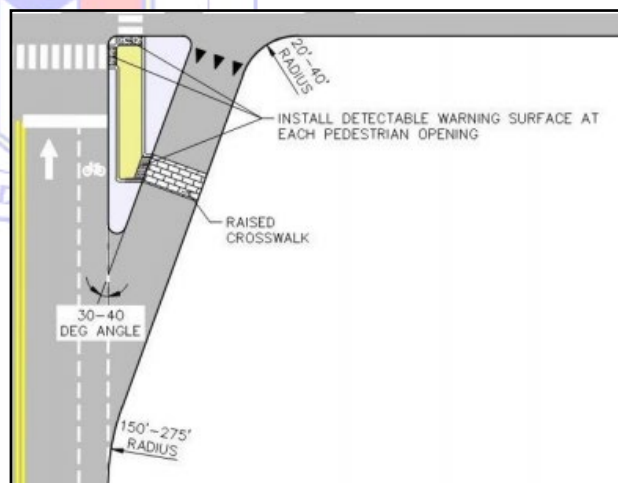 20'-40'
RADIUS
INSTALL DETECTABLE WARNING SURFACE AT
EACH PEDESTRIAN OPENING
RAISED
CROSSWALK
30-40
DEG ANGLE
150'-275'
RADIUS